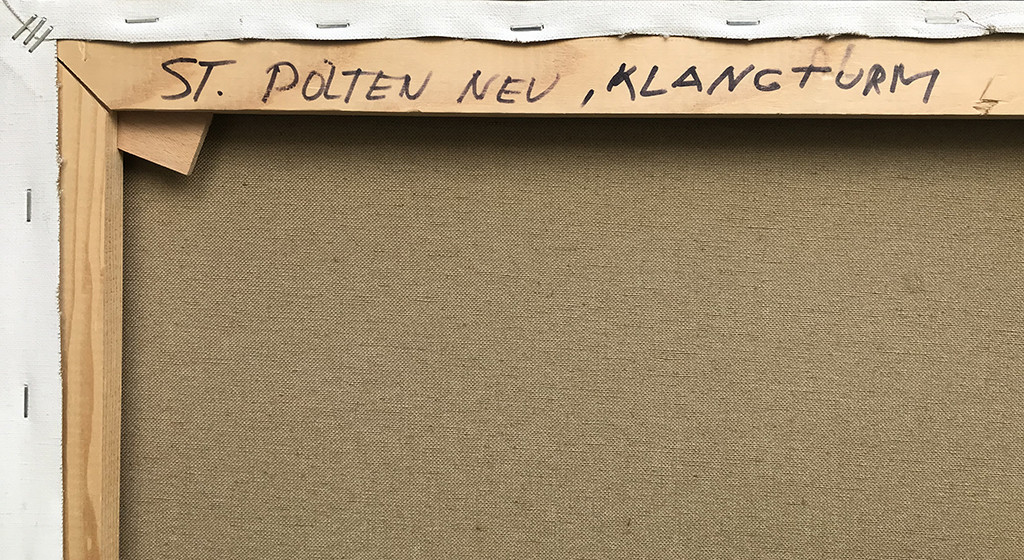 ST. PÖLTEN NEU, KLANGTURM